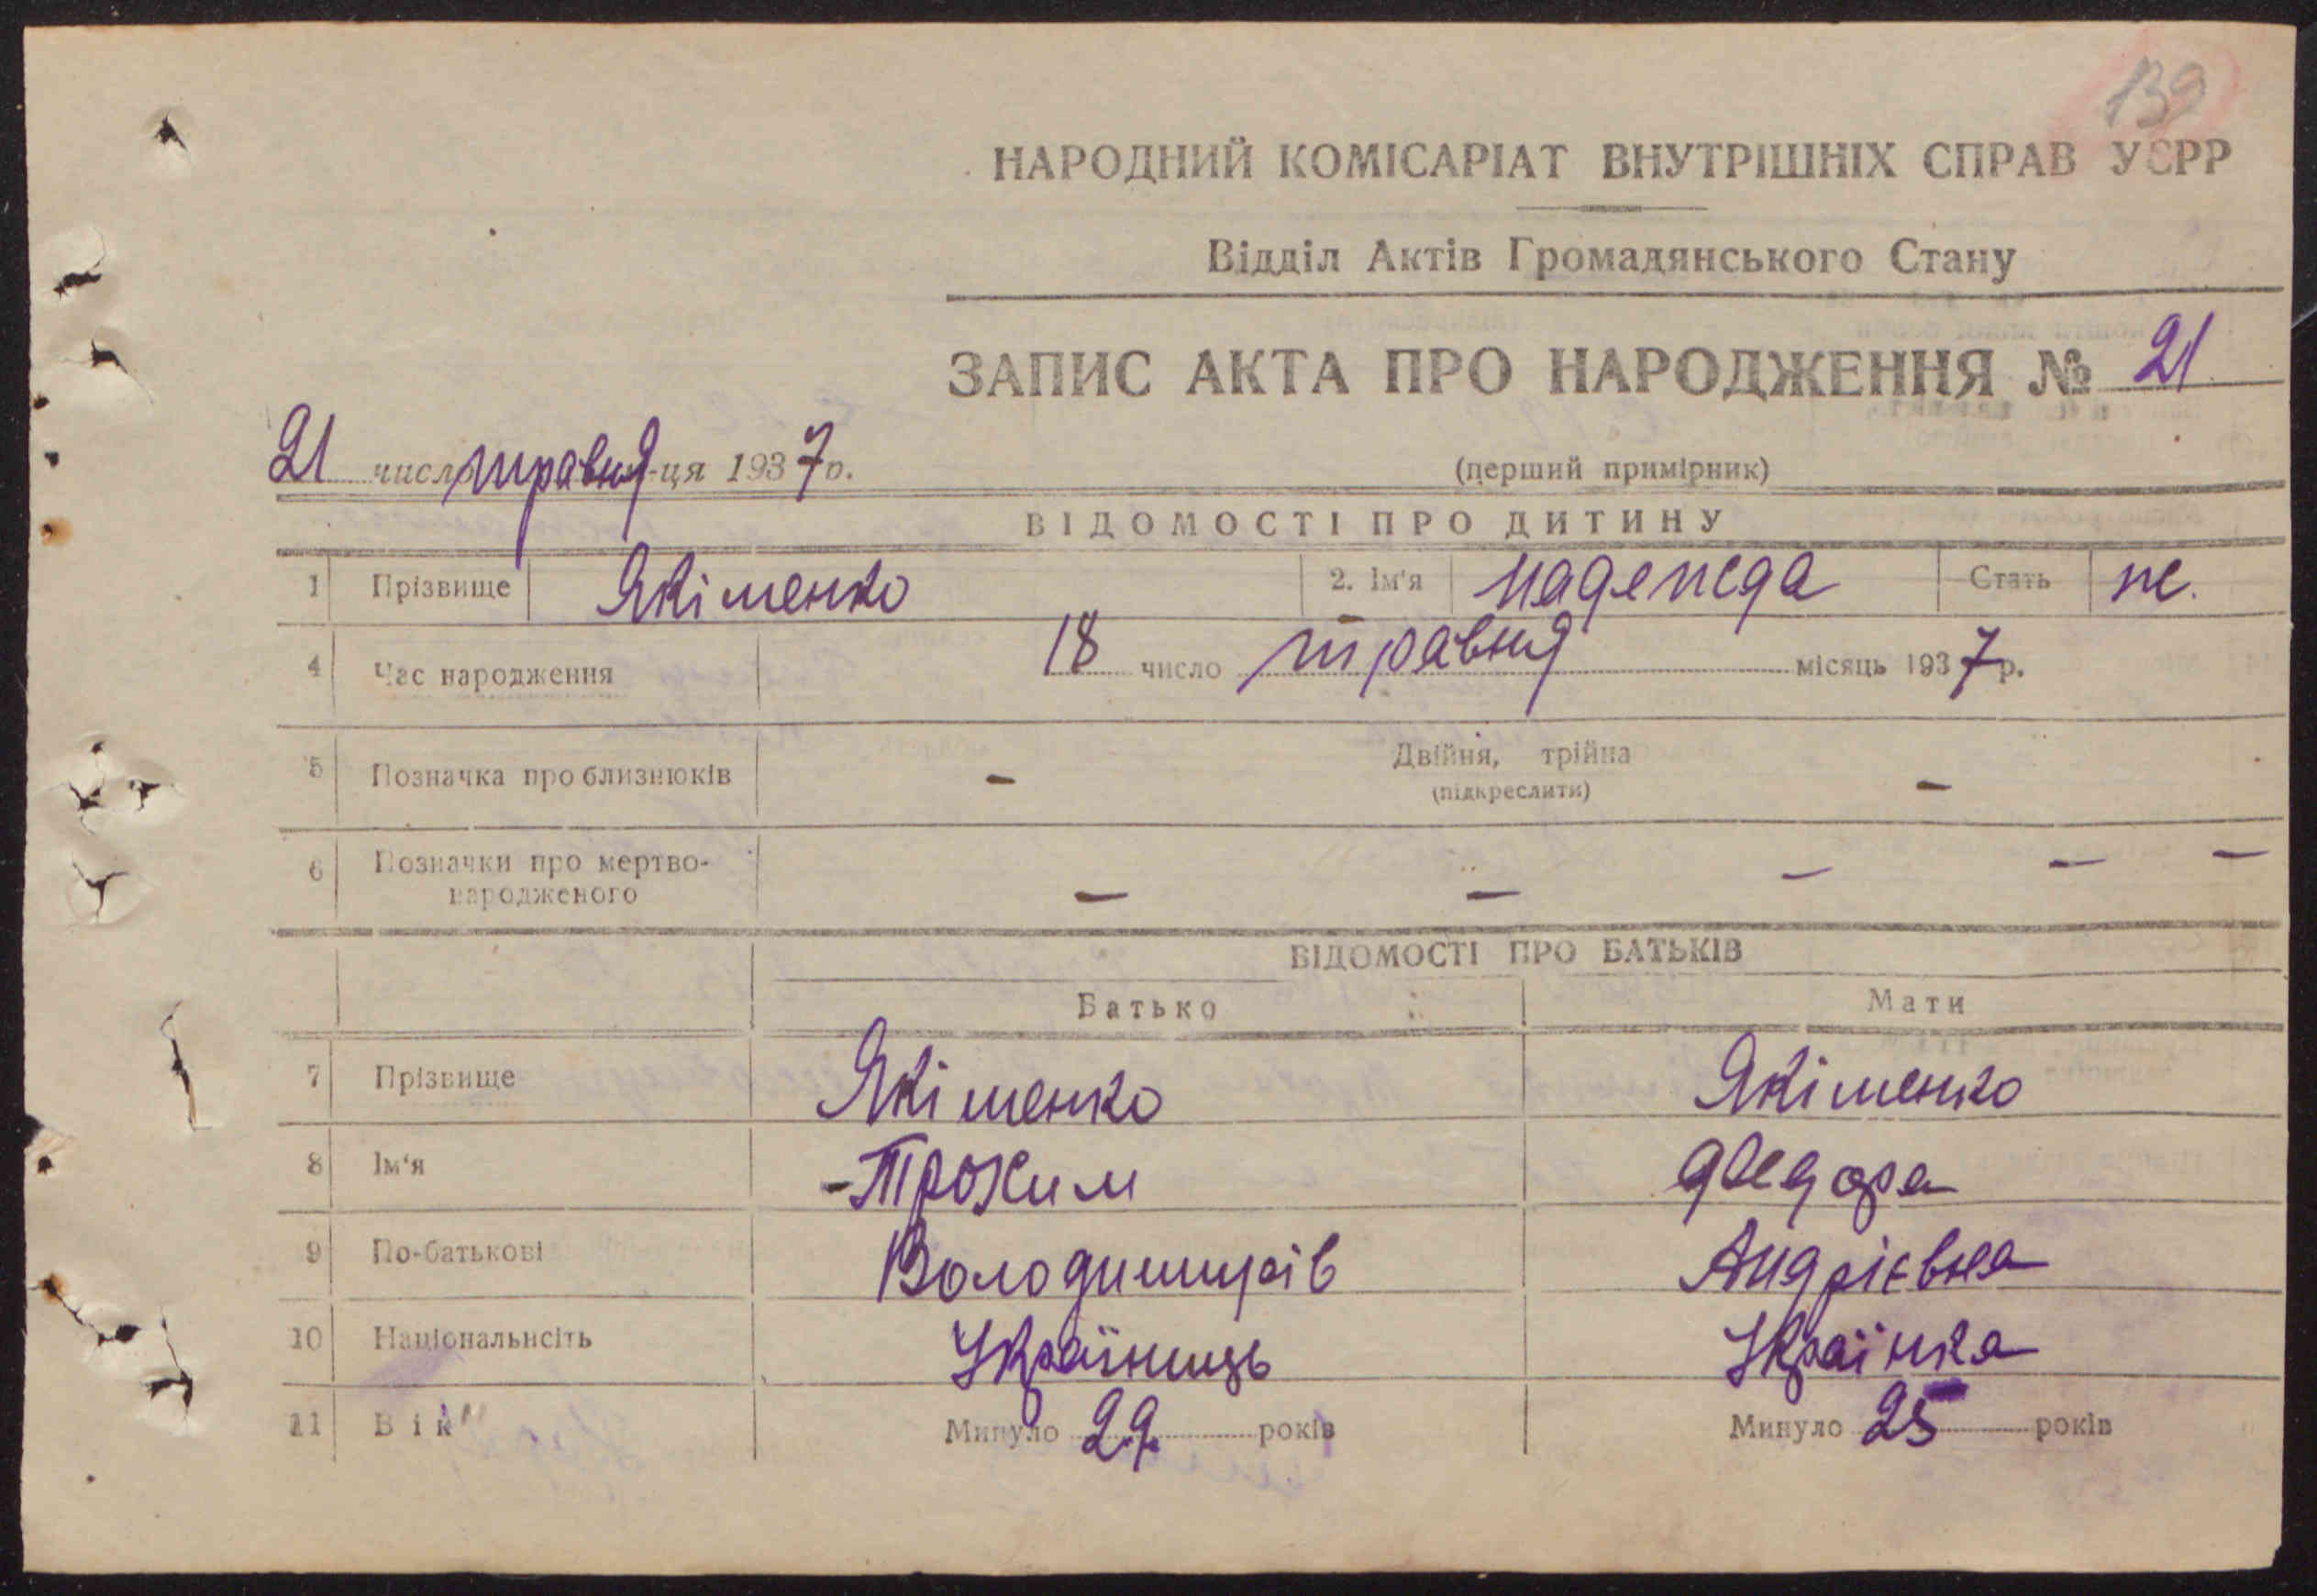 139
НАРОДНИЙ КОМІСАРІАТ ВНУТРІШНІХ СПРАВ УСРР
Відділ Актів Громадянського Стану
ЗАПИС АКТА ПРО НАРОДЖЕННЯ № 21
21 числа травня -ця 1937 р.
(перший примірник)
ВІДОМОСТІ ПРО ДИТИНУ
1 Прізвище Якіменко 2. Ім'я Надежда Стать ж.
4 Час народження 18 число травня місяць 1937 р.
5 Позначка про близнюків – Двійня, трійна (підкреслити) –
6 Позначки про мертво-
народженого – – – – –
ВІДОМОСТІ ПРО БАТЬКІВ
Батько Мати
7 Прізвище Якіменко Якіменко
8 Ім'я Трохим Федора
9 По-батькові Володимирів Андрієвна
10 Національнсіть Українець Українка
11 Вік Минуло 29 років Минуло 25 років